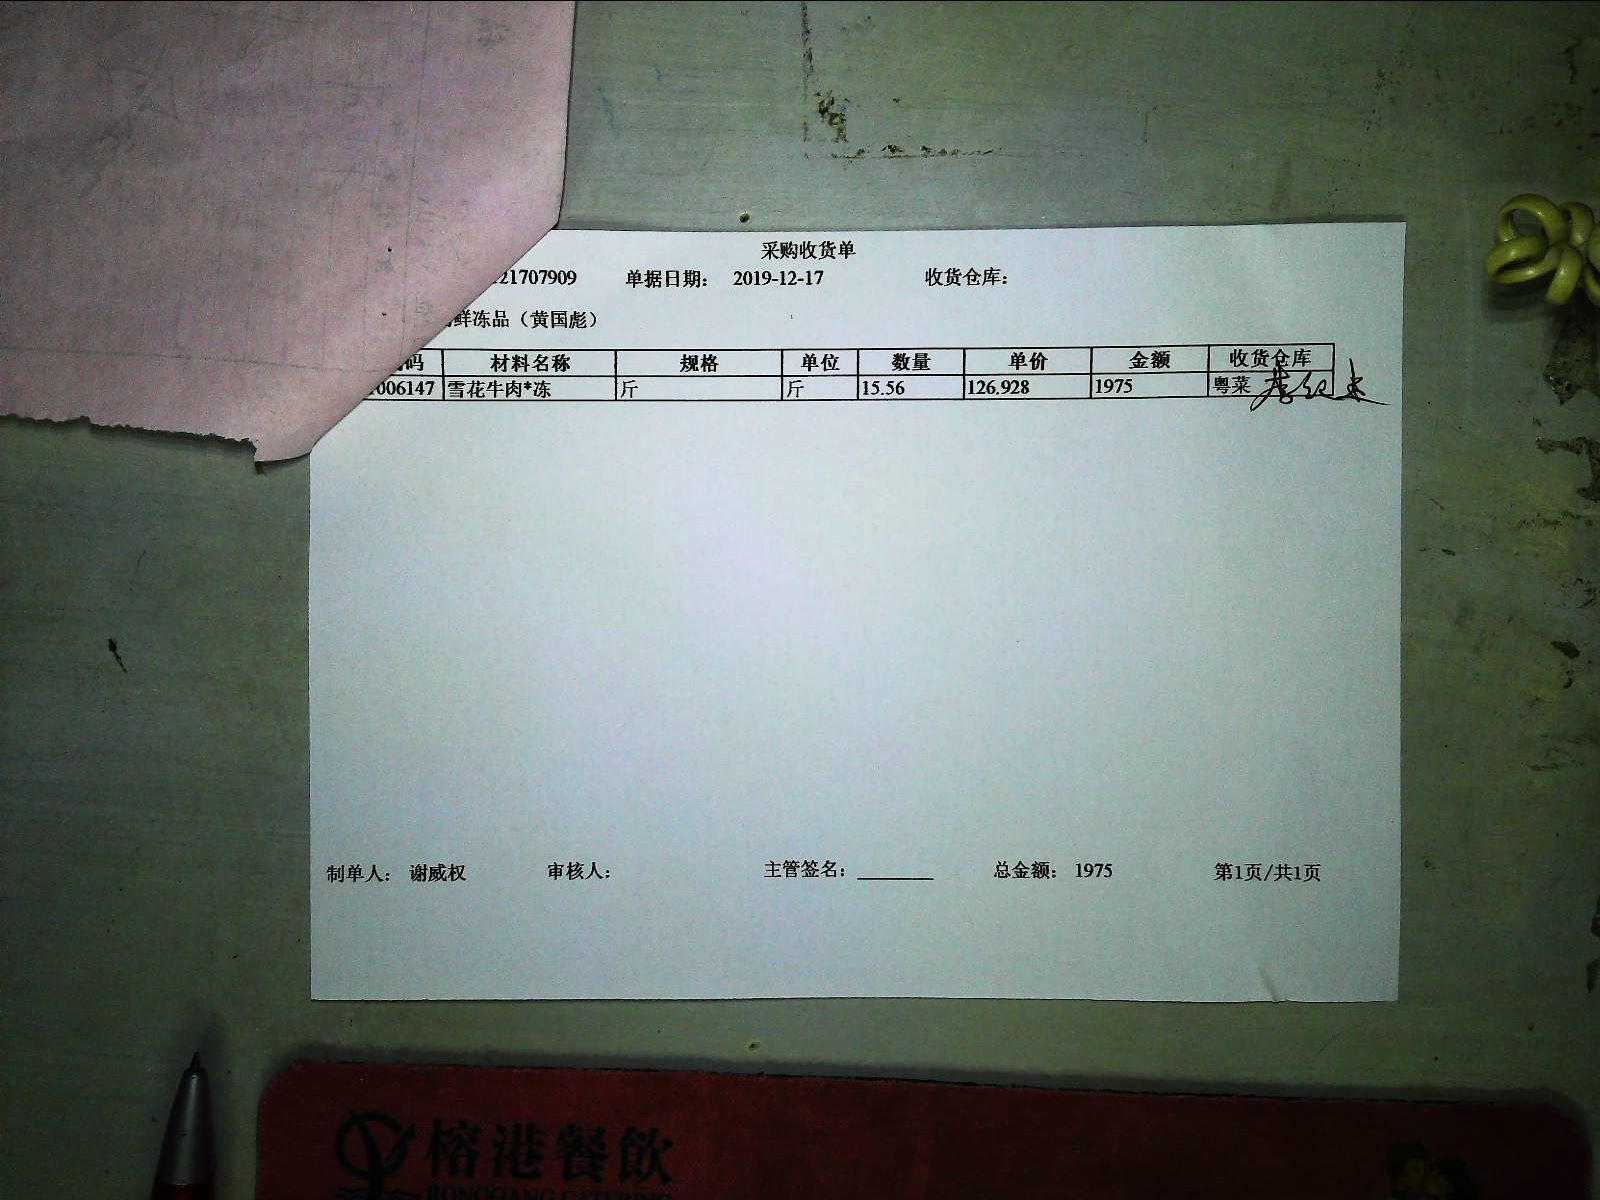 采购收货单
21707909 单据日期： 2019-12-17 收货仓库：
鲜冻品（黄国彪）
码 材料名称 规格 单位 数量 单价 金额 收货仓库
006147 雪花牛肉*冻 斤 斤 15.56 126.928 1975 粤菜
制单人： 谢威权 审核人： 主管签名：________ 总金额： 1975 第1页/共1页
榕港餐飲
RONGGANG CATERING